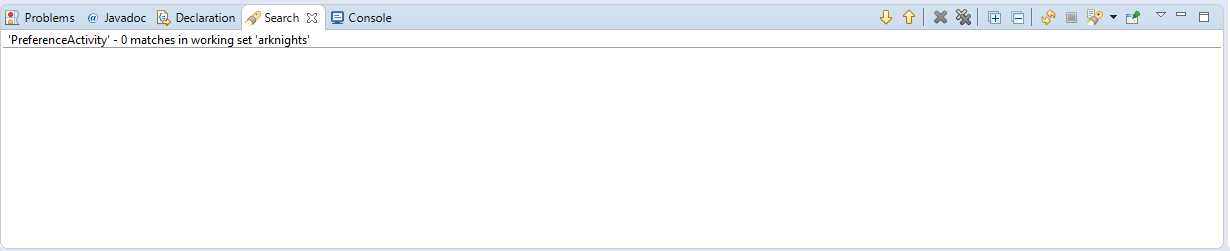 Problems @ Javadoc Declaration Search Console
'PreferenceActivity' - 0 matches in working set 'arknights'